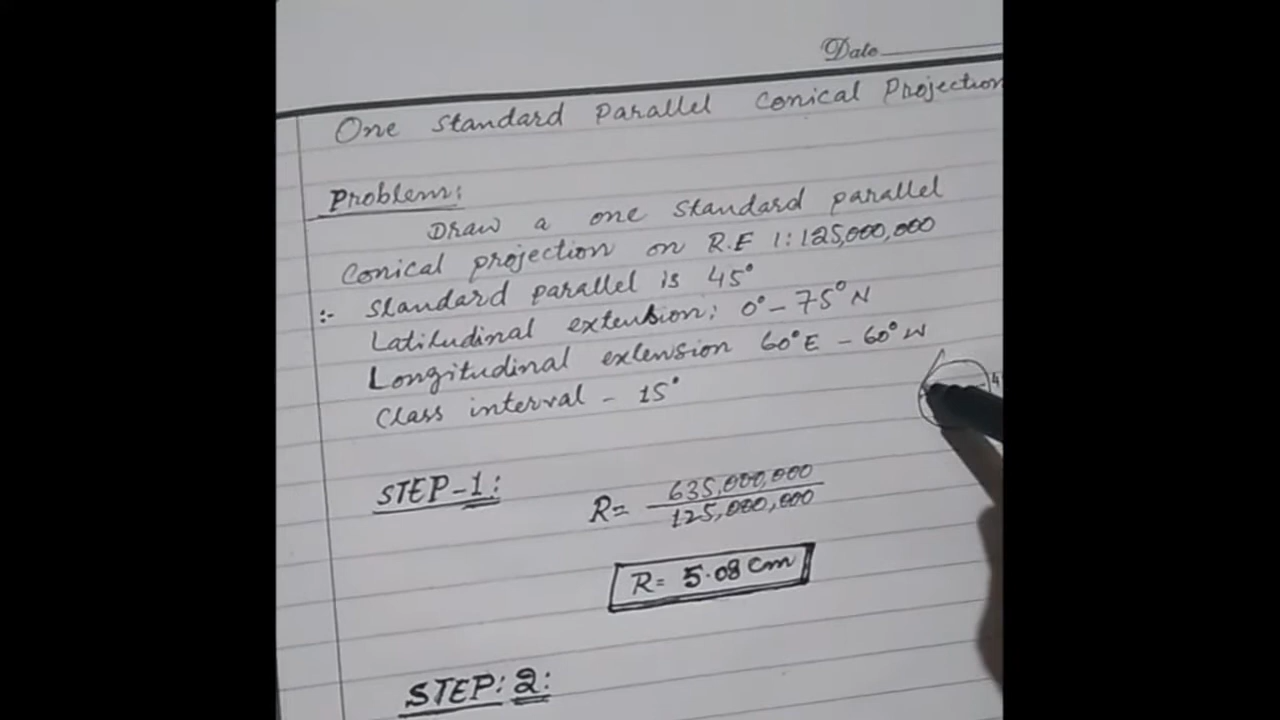 Date
One Standard Parallel Conical Projection
Problem:
Draw a one standard parallel
Conical projection on R.F 1:125,000,000
:- Standard parallel is 45°
Latitudinal extension: 0° - 75° N
Longitudinal extension 60°E - 60° W
Class interval - 15°
4
STEP-1:
R= 635,000,000
125,000,000
R= 5.08 Cm
STEP: 2: